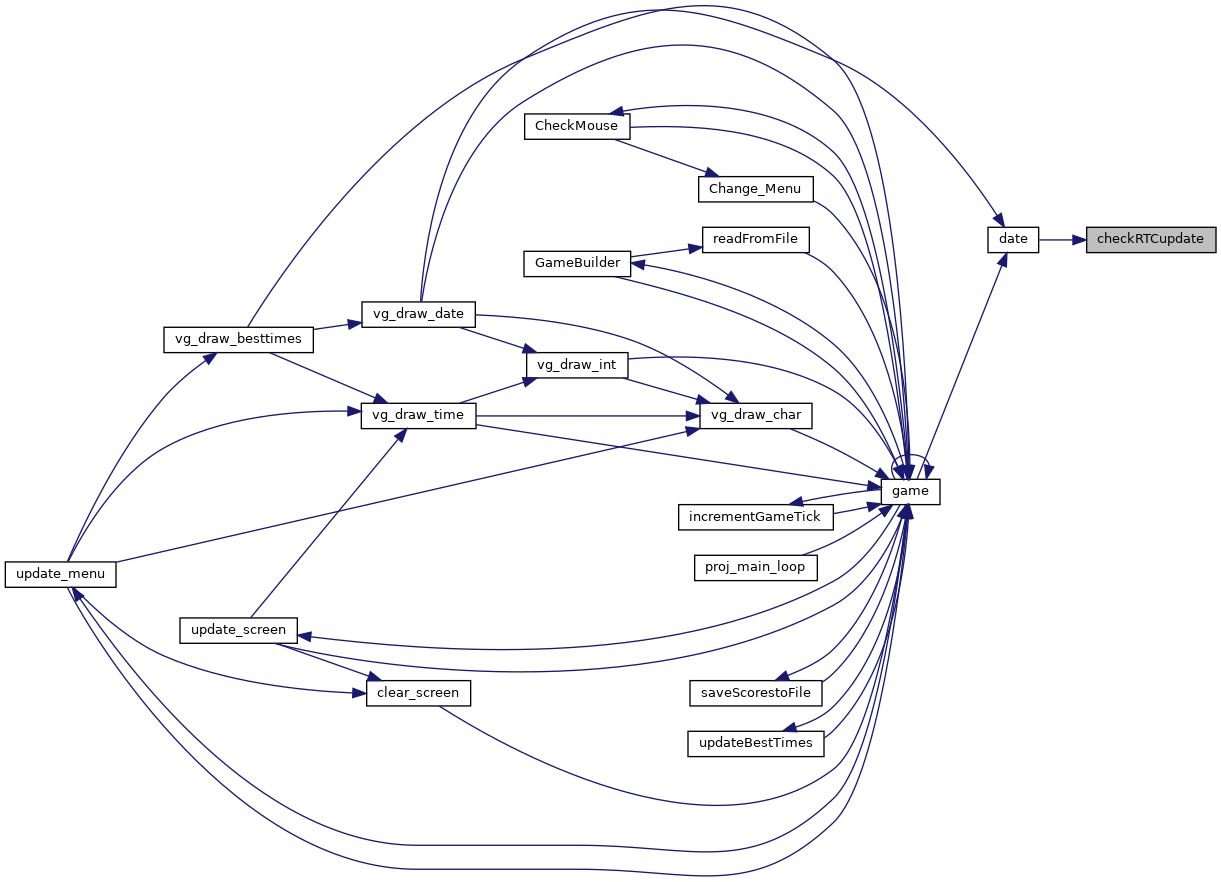 CheckMouse
Change_Menu
readFromFile
date
checkRTCupdate
GameBuilder
vg_draw_date
vg_draw_besttimes
vg_draw_int
vg_draw_time
vg_draw_char
game
incrementGameTick
proj_main_loop
update_menu
update_screen
clear_screen
saveScorestoFile
updateBestTimes